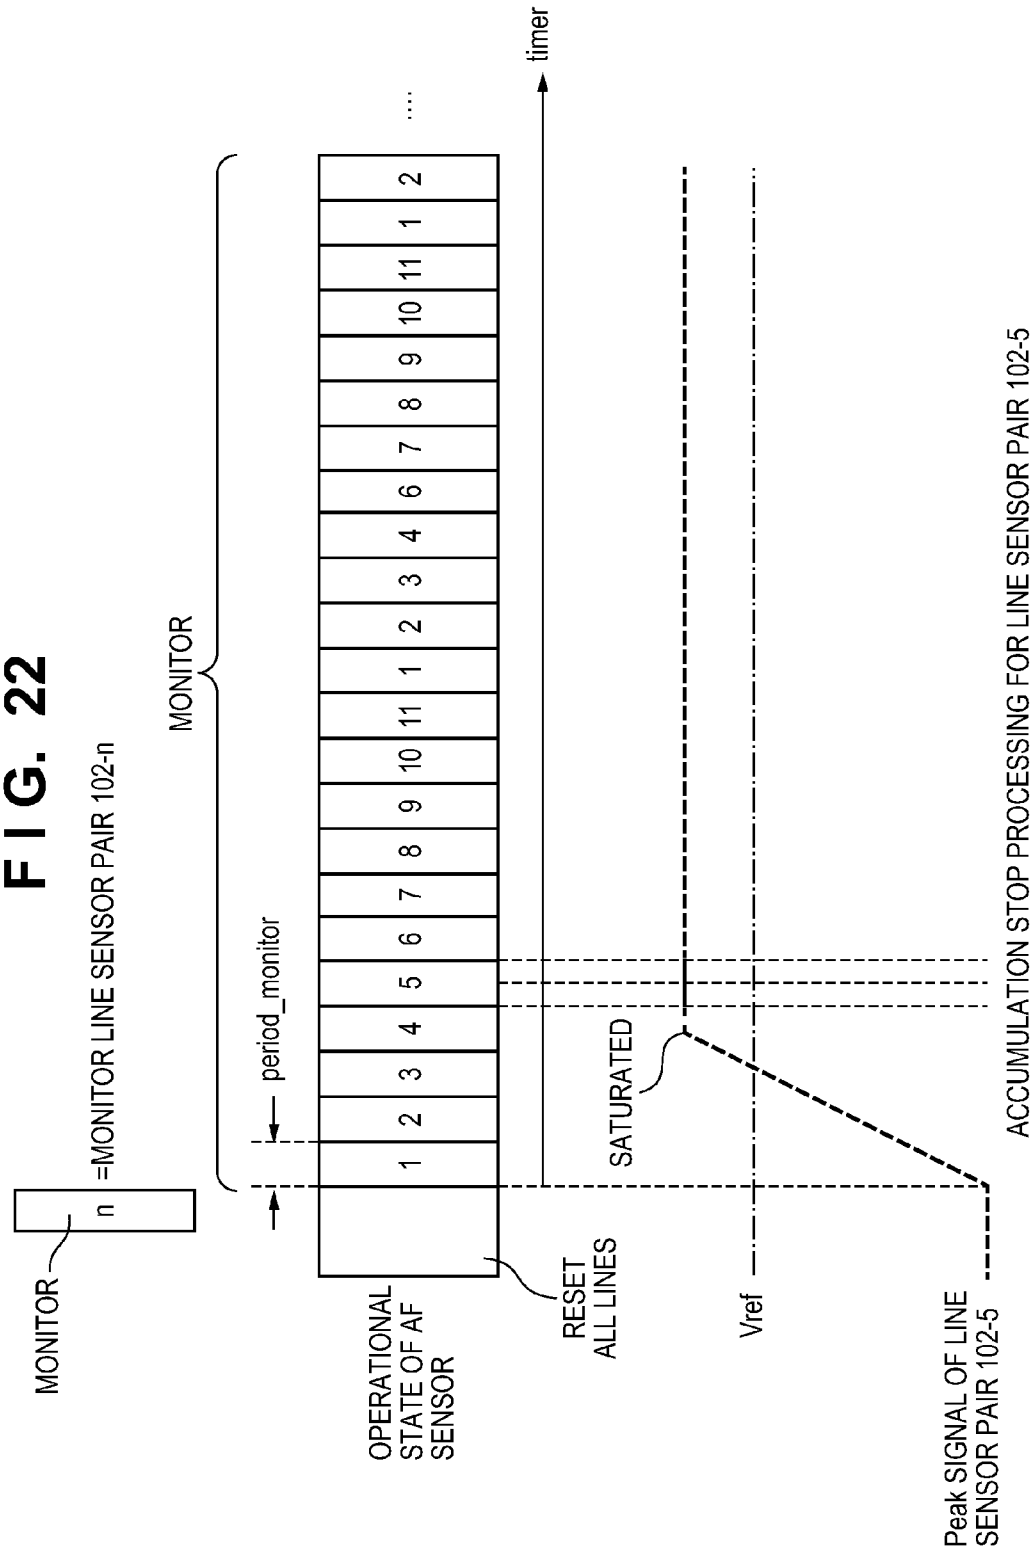 F I G. 22
MONITOR
n
=MONITOR LINE SENSOR PAIR 102-n
MONITOR
period_monitor
OPERATIONAL
STATE OF AF
SENSOR
1 2 3 4 5 6 7 8 9 10 11 1 2 3 4 6 7 8 9 10 11 1 2 ....
RESET
ALL LINES
timer
SATURATED
Vref
Peak SIGNAL OF LINE
SENSOR PAIR 102-5
ACCUMULATION STOP PROCESSING FOR LINE SENSOR PAIR 102-5